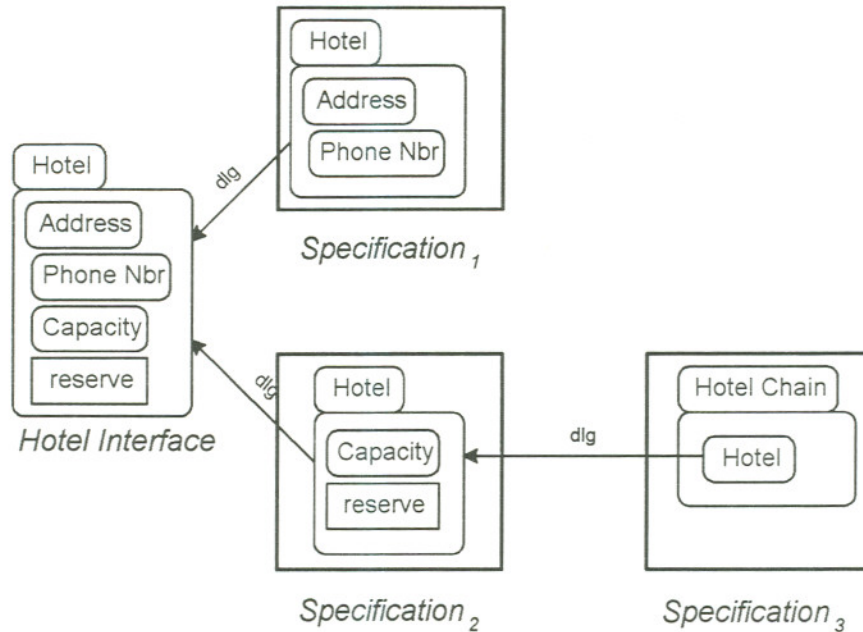 Hotel
Address
Phone Nbr
Specification 1
dlg
Hotel
Address
Phone Nbr
Capacity
reserve
Hotel Interface
dlg
Hotel
Capacity
reserve
Specification 2
dlg
Hotel Chain
Hotel
Specification 3